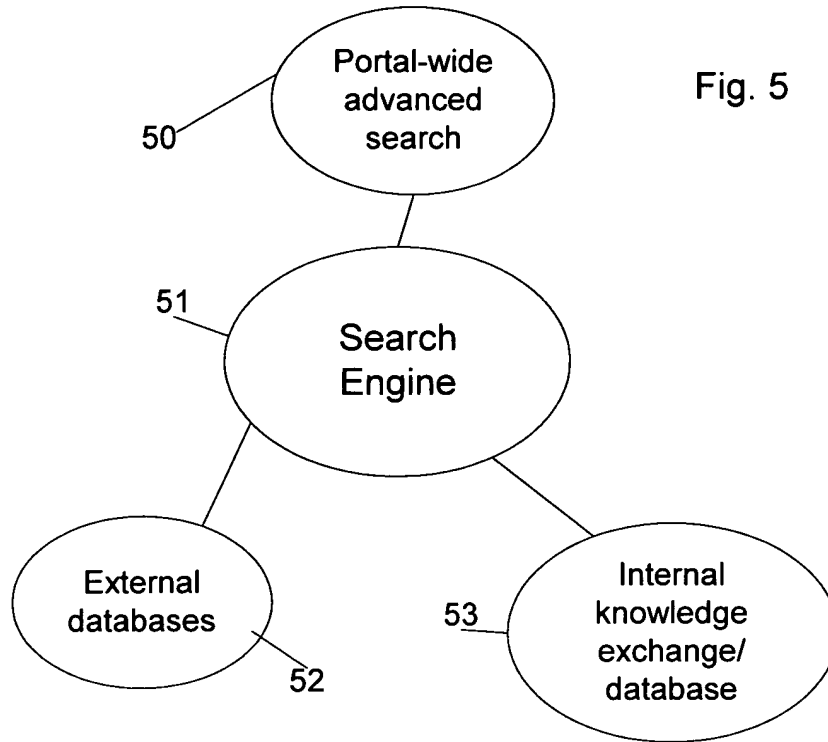 Portal-wide
advanced
search
Fig. 5
50
51
Search
Engine
External
databases
52
53
Internal
knowledge
exchange/
database